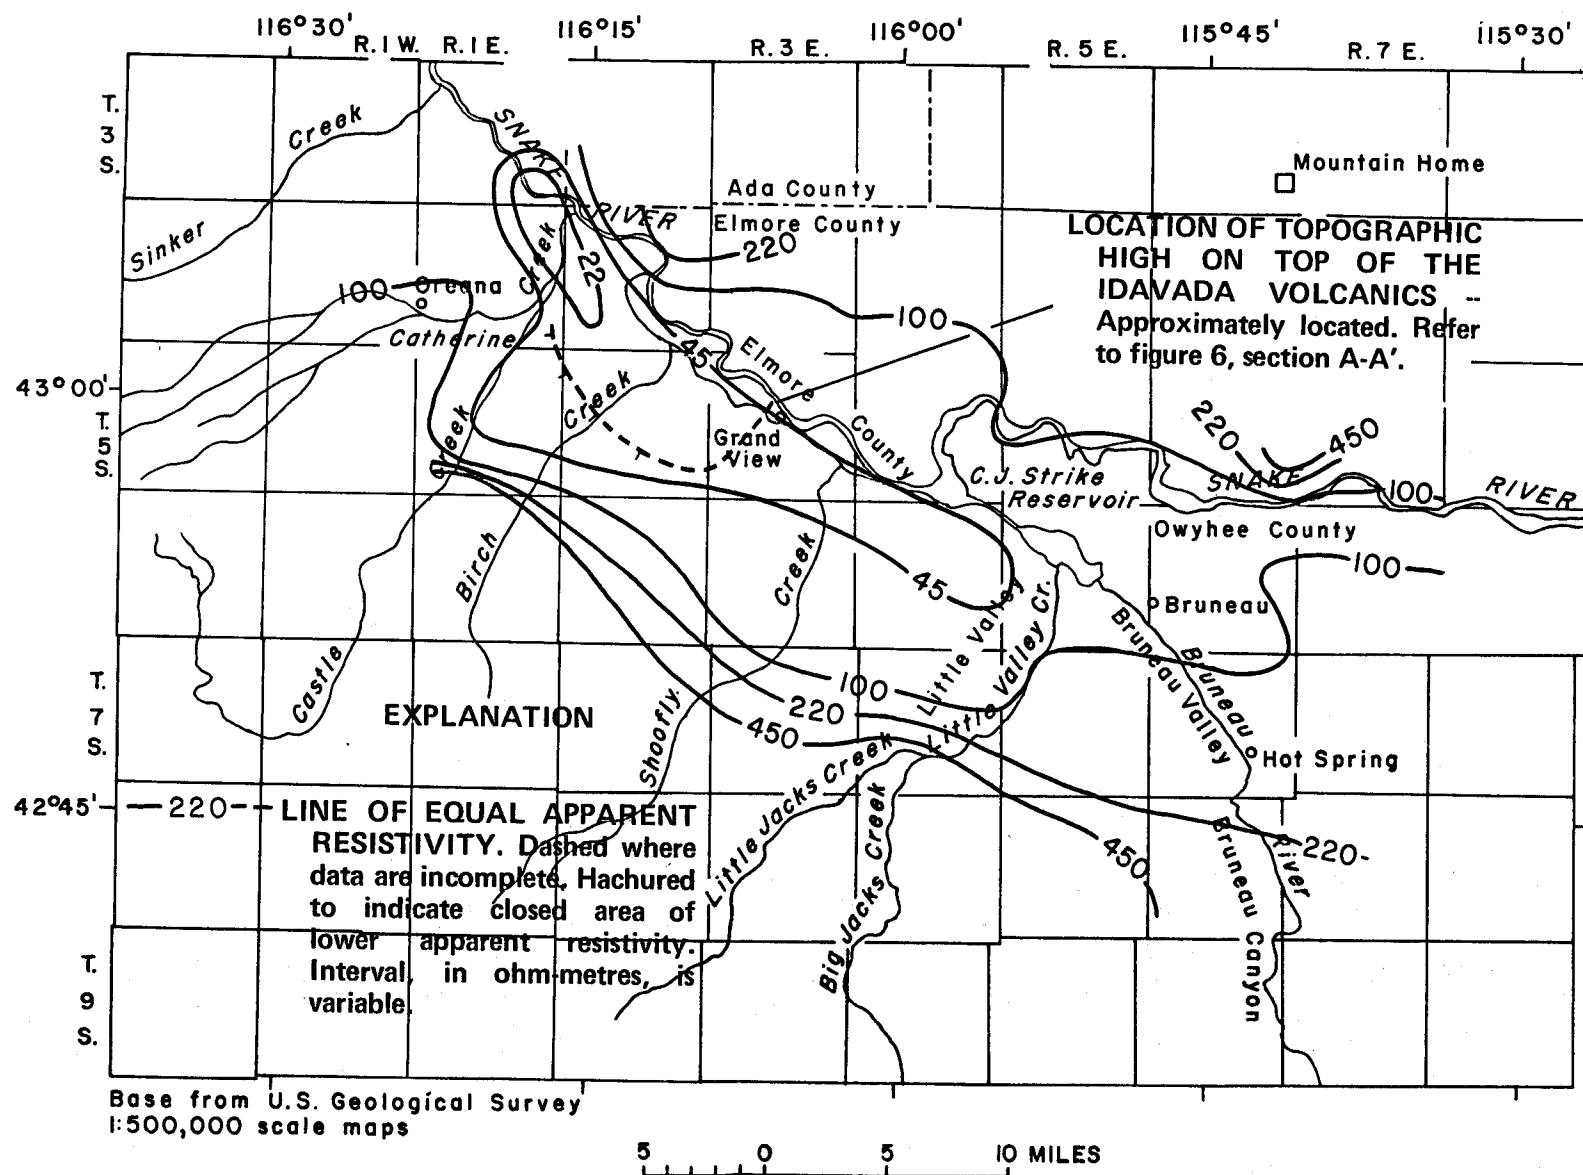 116°30' 116°15' 116°00' 115°45' 115°30'
R.1 W. R.1 E. R.3 E. R.5 E. R.7 E.
T.
3
S.
Creek
SNAKE
Mountain Home
Ada County
RIVER
Elmore County
Sinker
Creek
220
22
LOCATION OF TOPOGRAPHIC
HIGH ON TOP OF THE
IDAVADA VOLCANICS --
Approximately located. Refer
to figure 6, section A-A'.
100
Oreana
100
Catherine
45
Elmore
County
43°00'
T.
5
S.
Creek
Creek
Grand
View
220
450
C.J. Strike
Reservoir
SNAKE
100
RIVER
Owyhee County
Birch
Creek
45
100
Little Valley
Little Valley Cr.
Bruneau
Bruneau Valley
Bruneau
T.
7
S.
Castle
EXPLANATION
Shoofly
100
220
450
Hot Spring
Little Jacks Creek
Big Jacks Creek
42°45'
220 LINE OF EQUAL APPARENT
RESISTIVITY. Dashed where
data are incomplete. Hachured
to indicate closed area of
lower apparent resistivity.
Interval, in ohm-metres, is
variable.
450
220
River
Bruneau Canyon
T.
9
S.
Base from U.S. Geological Survey
1:500,000 scale maps
5 0 5 10 MILES